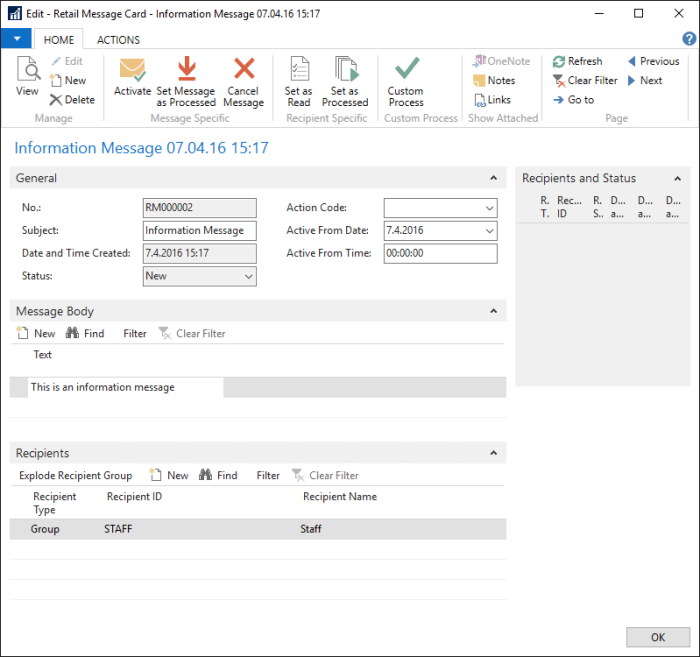 Edit - Retail Message Card - Information Message 07.04.16 15:17
HOME ACTIONS
View Edit New Delete
Activate Set Message as Processed Cancel Message
Set as Read Set as Processed
Custom Process
OneNote Notes Links
Refresh Clear Filter Go to Previous Next
Manage Message Specific Recipient Specific Custom Process Show Attached Page
Information Message 07.04.16 15:17
General
No.: RM000002 Action Code:
Subject: Information Message Active From Date: 7.4.2016
Date and Time Created: 7.4.2016 15:17 Active From Time: 00:00:00
Status: New
Message Body
New Find Filter Clear Filter
Text
This is an information message
Recipients
Explode Recipient Group New Find Filter Clear Filter
Recipient Type Recipient ID Recipient Name
Group STAFF Staff
Recipients and Status
R. Rec... R. D... D... D...
T. ID S.. a... a... a...
OK